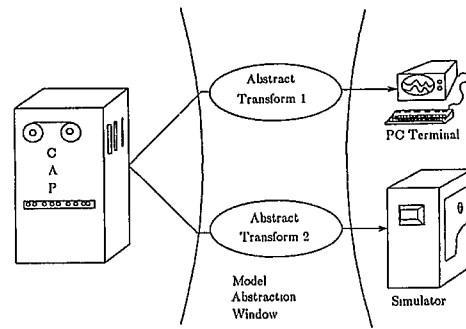 Abstract
Transform 1
PC Terminal
C
A
P
Abstract
Transform 2
θ
Model
Abstraction
Window
Simulator